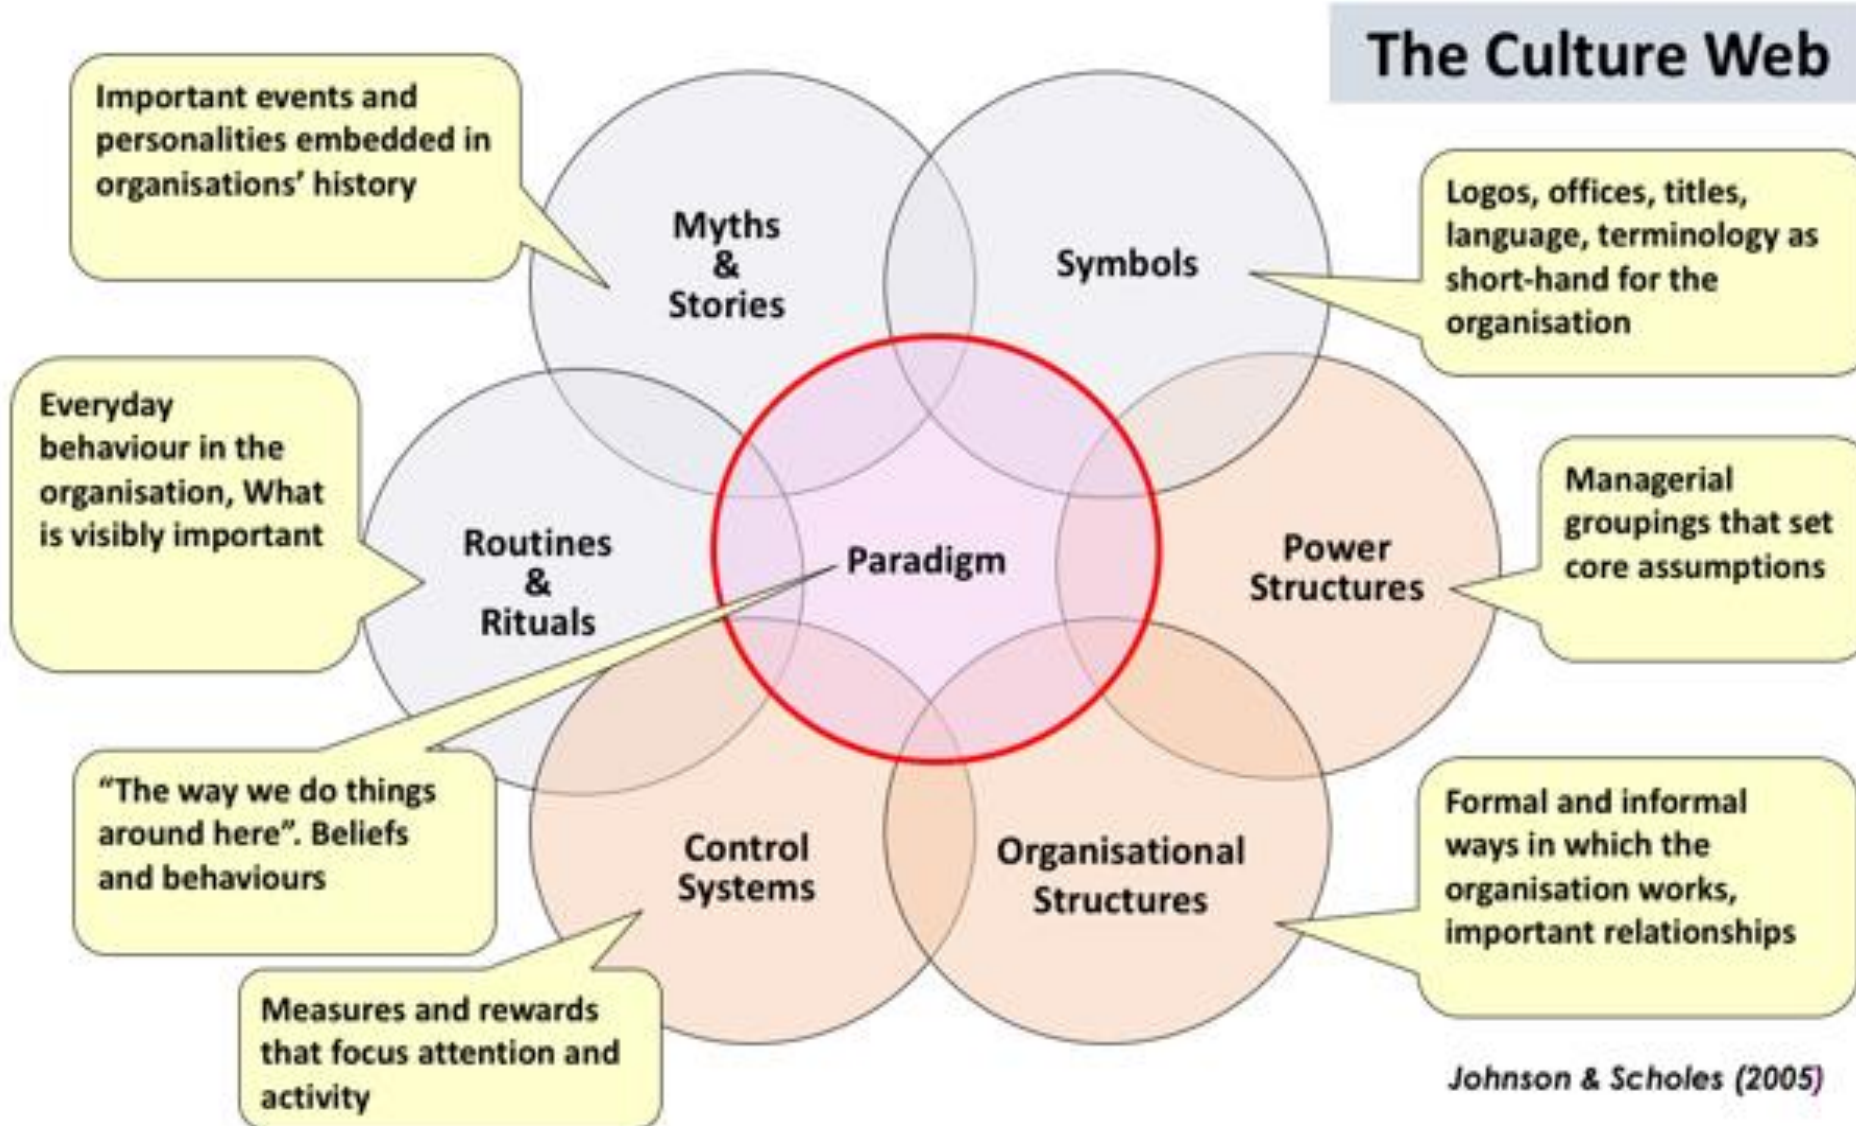 The Culture Web
Important events and
personalities embedded in
organisations’ history
Myths
&
Stories
Symbols
Logos, offices, titles,
language, terminology as
short-hand for the
organisation
Everyday
behaviour in the
organisation, What
is visibly important
Routines
&
Rituals
Paradigm
Power
Structures
Managerial
groupings that set
core assumptions
“The way we do things
around here”. Beliefs
and behaviours
Control
Systems
Organisational
Structures
Formal and informal
ways in which the
organisation works,
important relationships
Measures and rewards
that focus attention and
activity
Johnson & Scholes (2005)